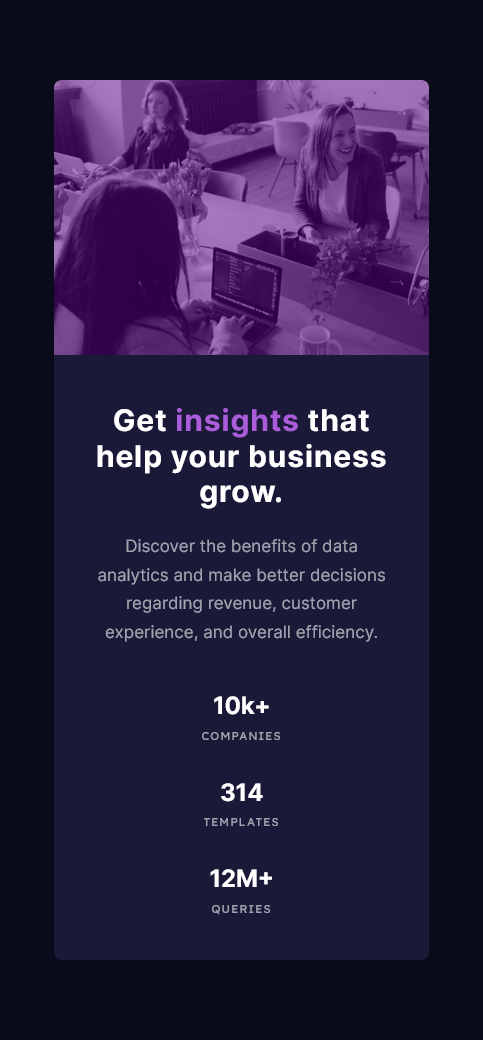 Get insights that
help your business
grow.
Discover the benefits of data
analytics and make better decisions
regarding revenue, customer
experience, and overall efficiency.
10k+
COMPANIES
314
TEMPLATES
12M+
QUERIES